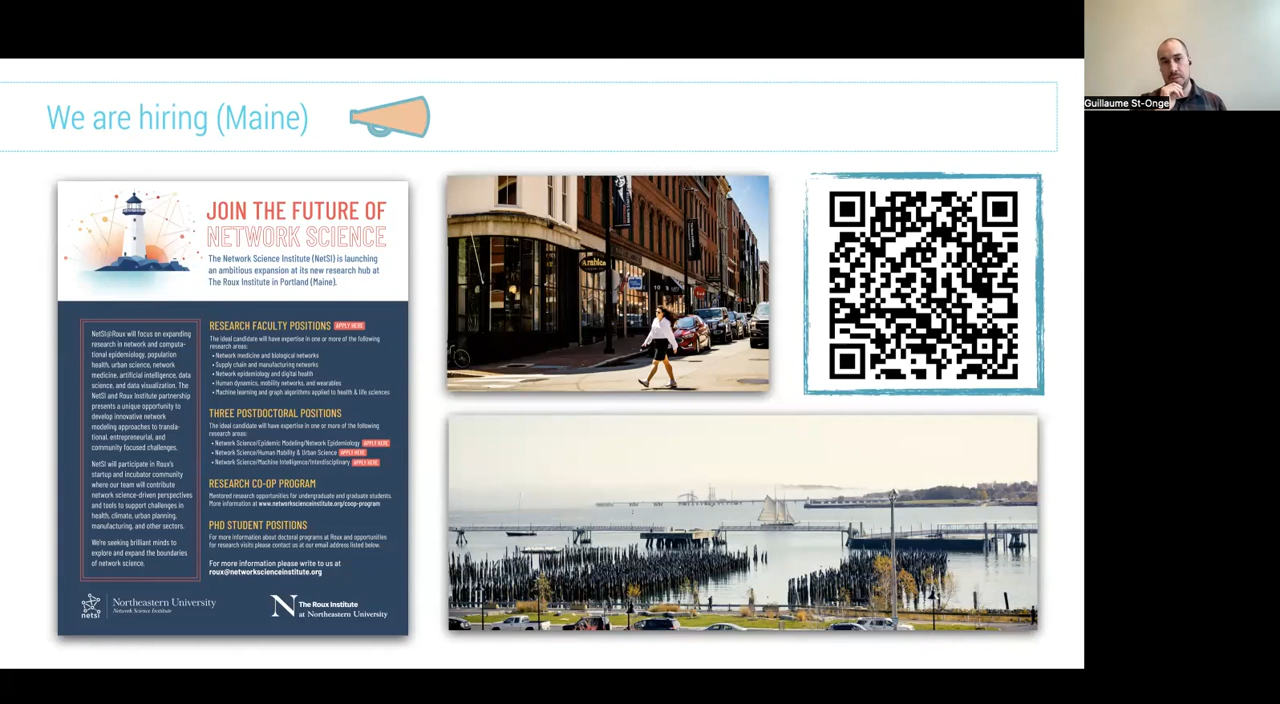 We are hiring (Maine)
Guillaume St-Onge
JOIN THE FUTURE OF
NETWORK SCIENCE
The Network Science Institute (NetSI) is launching
an ambitious expansion at its new research hub at
The Roux Institute in Portland (Maine).
NetSI@Roux will focus on expanding
research in network and computa-
tional epidemiology, population
health, urban science, network
medicine, artificial intelligence, data
science, and data visualization. The
NetSI and Roux Institute partnership
presents a unique opportunity to
develop innovative network
modeling approaches to transla-
tional, entrepreneurial, and
community focused challenges.
NetSI will participate in Roux's
startup and incubator community
where our team will contribute
network science-driven perspectives
and tools to support challenges in
health, climate, urban planning,
manufacturing, and other sectors.
We're seeking brilliant minds to
explore and expand the boundaries
of network science.
RESEARCH FACULTY POSITIONS APPLY HERE
The ideal candidate will have expertise in one or more of the following
research areas:
• Network medicine and biological networks
• Supply chain and manufacturing networks
• Network epidemiology and digital health
• Human dynamics, mobility networks, and wearables
• Machine learning and graph algorithms applied to health & life sciences
THREE POSTDOCTORAL POSITIONS
The ideal candidate will have expertise in one or more of the following
research areas:
• Network Science/Epidemic Modeling/Network Epidemiology APPLY HERE
• Network Science/Human Mobility & Urban Science APPLY HERE
• Network Science/Machine Intelligence/Interdisciplinary APPLY HERE
RESEARCH CO-OP PROGRAM
Mentored research opportunities for undergraduate and graduate students.
More information at www.networkscienceinstitute.org/coop-program
PHD STUDENT POSITIONS
For more information about doctoral programs at Roux and opportunities
for research visits please contact us at our email address listed below.
For more information please write to us at
roux@networkscienceinstitute.org
netsi
Northeastern University
Network Science Institute
N The Roux Institute
at Northeastern University
Arabica
10